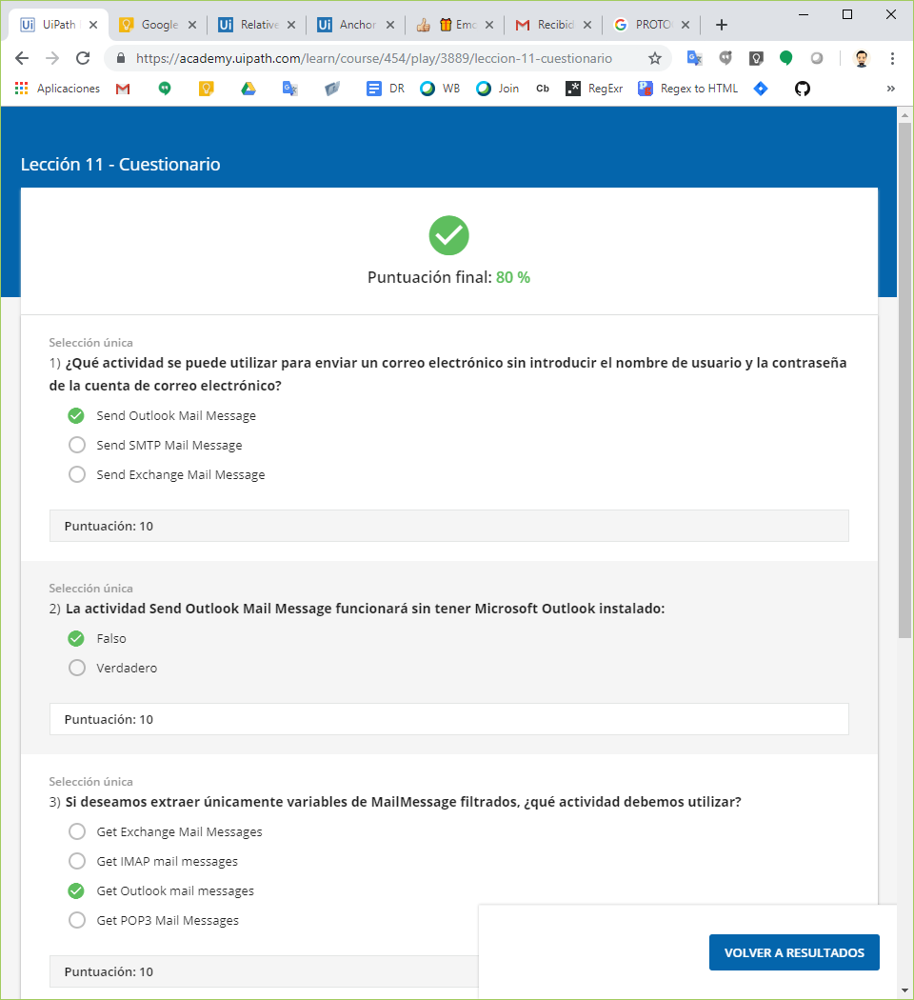 UiPath
Google
Relative
Anchor
Emo
Recibid
PROTO
https://academy.uipath.com/learn/course/454/play/3889/leccion-11-cuestionario
Aplicaciones
DR
WB
Join
Cb
RegExr
Regex to HTML
»
Lección 11 - Cuestionario
Puntuación final: 80 %
Selección única
1) ¿Qué actividad se puede utilizar para enviar un correo electrónico sin introducir el nombre de usuario y la contraseña
de la cuenta de correo electrónico?
Send Outlook Mail Message
Send SMTP Mail Message
Send Exchange Mail Message
Puntuación: 10
Selección única
2) La actividad Send Outlook Mail Message funcionará sin tener Microsoft Outlook instalado:
Falso
Verdadero
Puntuación: 10
Selección única
3) Si deseamos extraer únicamente variables de MailMessage filtrados, ¿qué actividad debemos utilizar?
Get Exchange Mail Messages
Get IMAP mail messages
Get Outlook mail messages
Get POP3 Mail Messages
Puntuación: 10
VOLVER A RESULTADOS